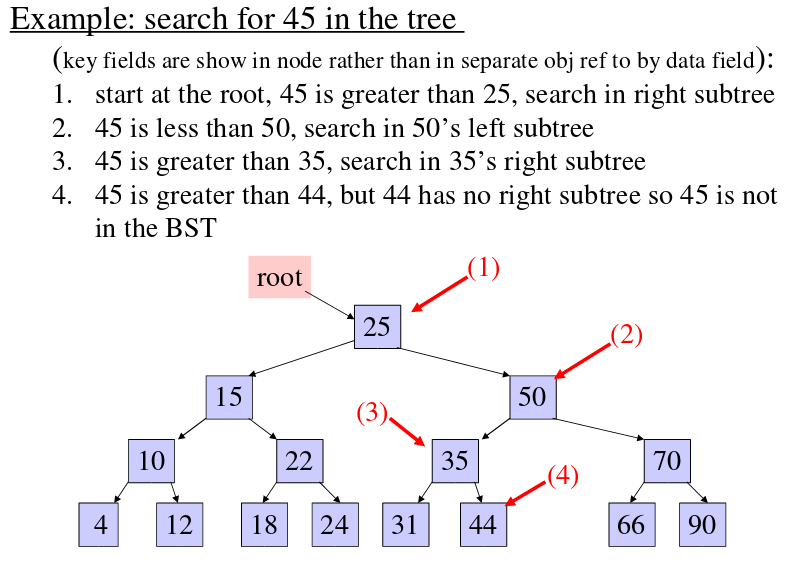 Example: search for 45 in the tree
(key fields are show in node rather than in separate obj ref to by data field):
1. start at the root, 45 is greater than 25, search in right subtree
2. 45 is less than 50, search in 50’s left subtree
3. 45 is greater than 35, search in 35’s right subtree
4. 45 is greater than 44, but 44 has no right subtree so 45 is not
in the BST
root
(1)
25
(2)
15
50
(3)
10
22
35
70
(4)
4
12
18
24
31
44
66
90